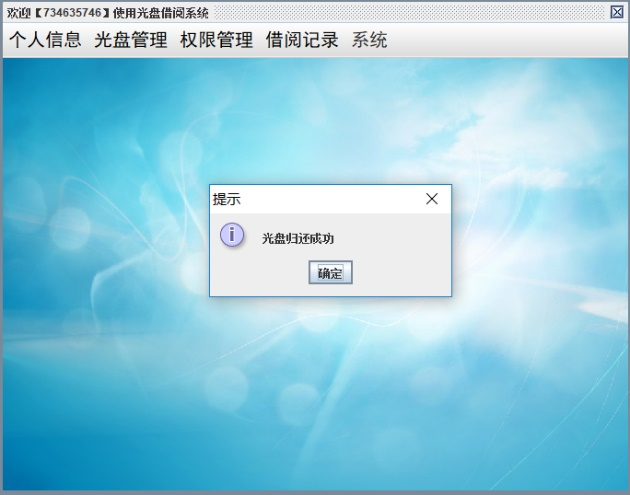 欢迎【734635746】使用光盘借阅系统
个人信息 光盘管理 权限管理 借阅记录 系统
提示
光盘归还成功
确定